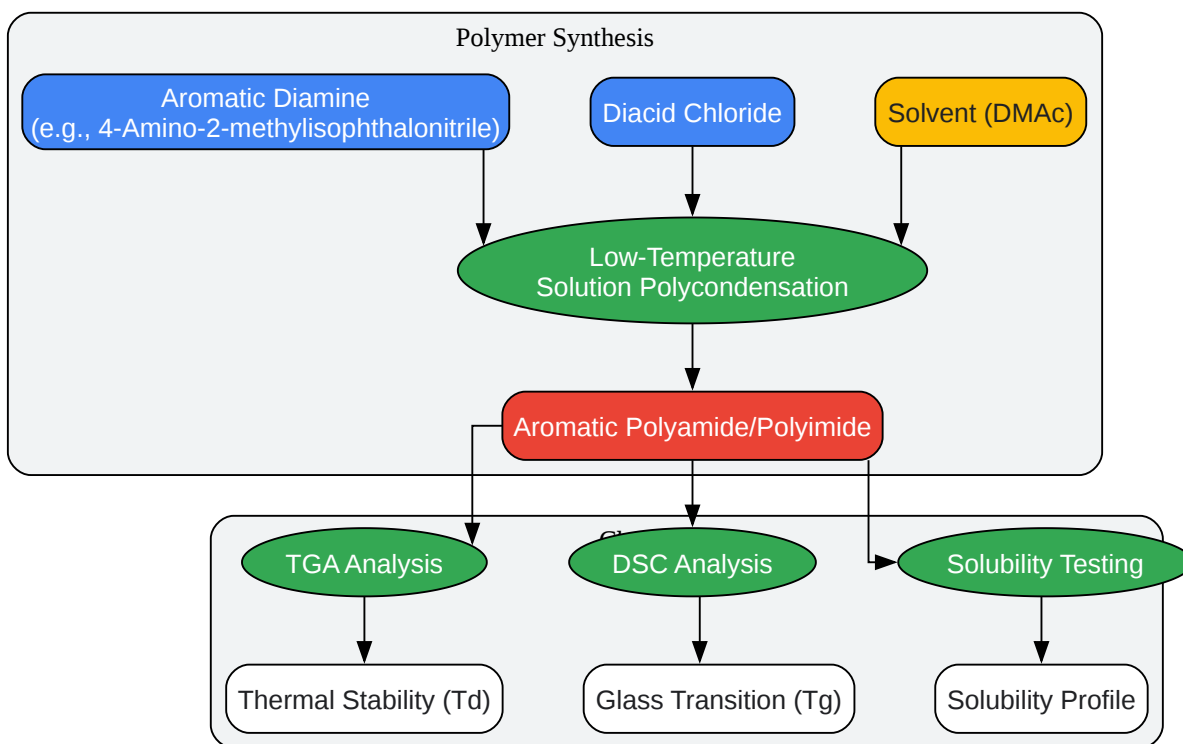 Polymer Synthesis
Aromatic Diamine
(e.g., 4-Amino-2-methylisophthalonitrile)
Diacid Chloride
Solvent (DMAc)
Low-Temperature
Solution Polycondensation
Aromatic Polyamide/Polyimide
TGA Analysis
DSC Analysis
Solubility Testing
Thermal Stability (Td)
Glass Transition (Tg)
Solubility Profile